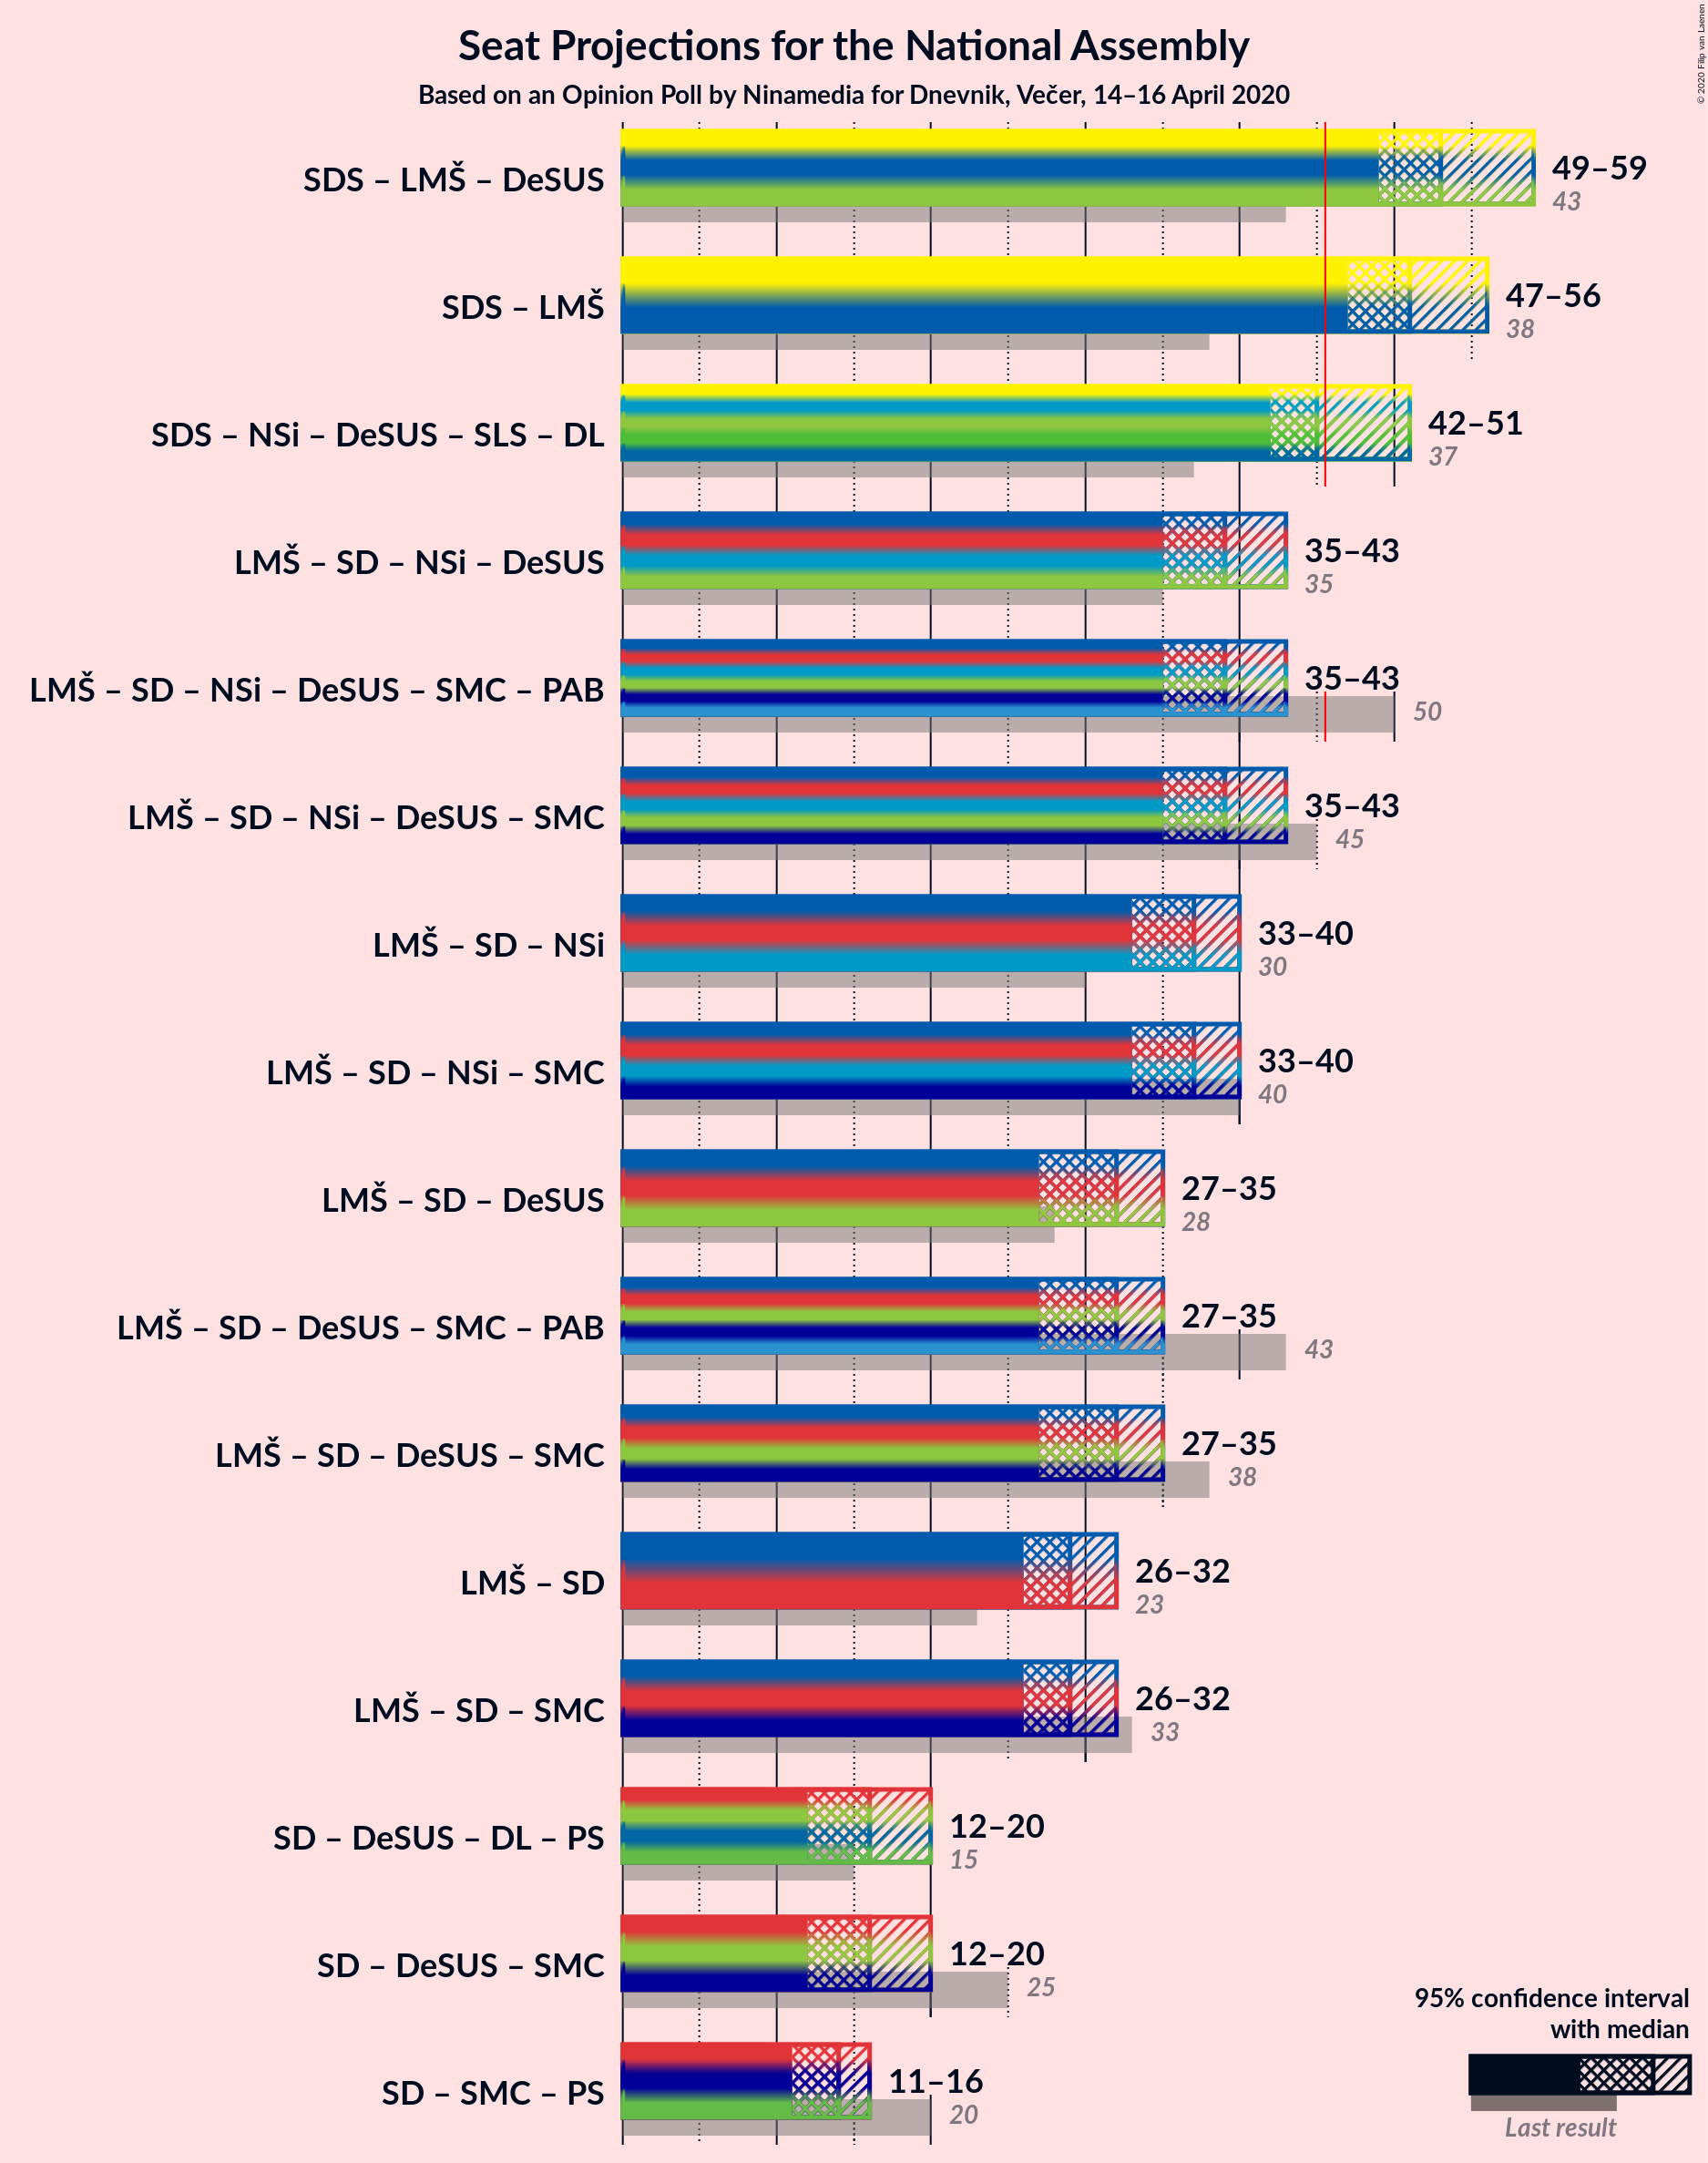 Seat Projections for the National Assembly
Based on an Opinion Poll by Ninamedia for Dnevnik, Večer, 14–16 April 2020
© 2020 Filip van Laenen
SDS – LMŠ – DeSUS
49–59
43
SDS – LMŠ
47–56
38
SDS – NSi – DeSUS – SLS – DL
42–51
37
LMŠ – SD – NSi – DeSUS
35–43
35
LMŠ – SD – NSi – DeSUS – SMC – PAB
35–43
50
LMŠ – SD – NSi – DeSUS – SMC
35–43
45
LMŠ – SD – NSi
33–40
30
LMŠ – SD – NSi – SMC
33–40
40
LMŠ – SD – DeSUS
27–35
28
LMŠ – SD – DeSUS – SMC – PAB
27–35
43
LMŠ – SD – DeSUS – SMC
27–35
38
LMŠ – SD
26–32
23
LMŠ – SD – SMC
26–32
33
SD – DeSUS – DL – PS
12–20
15
SD – DeSUS – SMC
12–20
25
SD – SMC – PS
11–16
20
95% confidence interval
with median
Last result